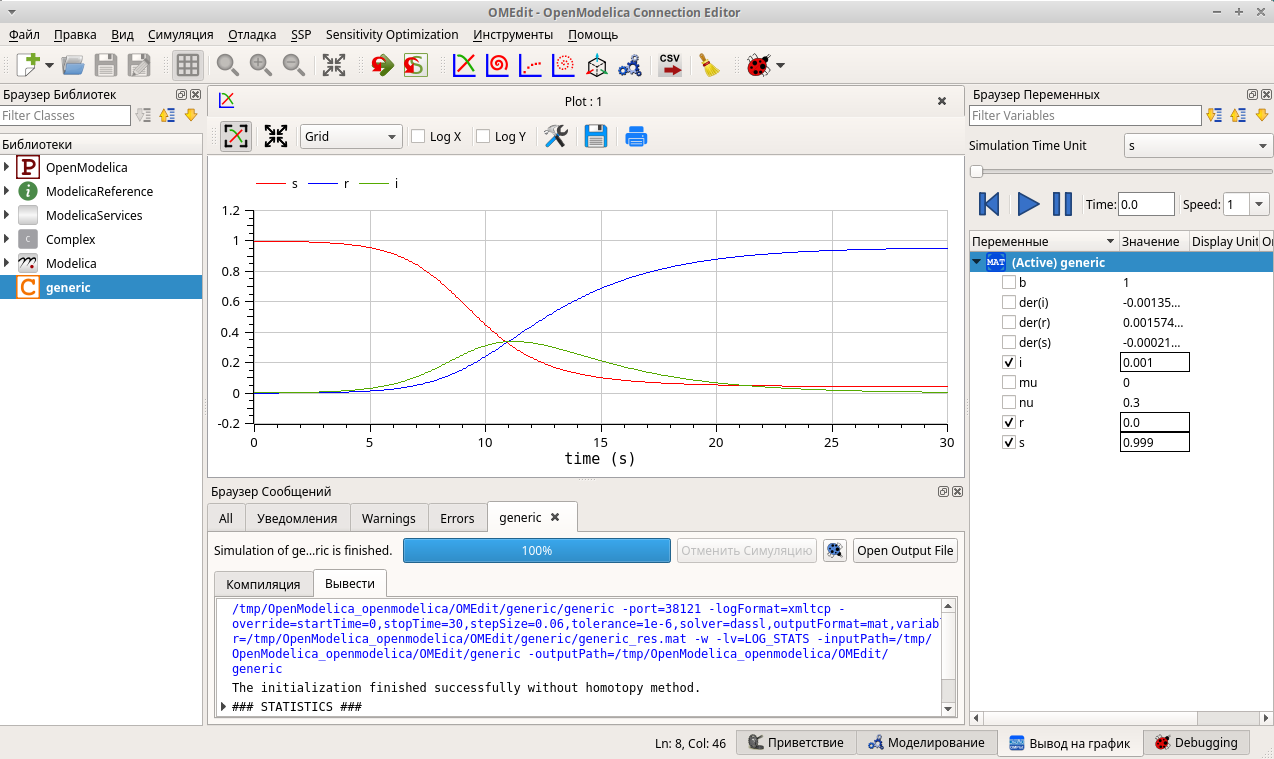 OMEdit - OpenModelica Connection Editor
Файл Правка Вид Симуляция Отладка SSP Sensitivity Optimization Инструменты Помощь
CSV
Браузер Библиотек
Filter Classes
Библиотеки
P OpenModelica
i ModelicaReference
ModelicaServices
C Complex
Modelica
C generic
Plot : 1
Grid Log X Log Y
s r i
1.2
1
0.8
0.6
0.4
0.2
0
-0.2
0 5 10 15 20 25 30
time (s)
Браузер Сообщений
All Уведомления Warnings Errors generic
Simulation of ge...ric is finished. 100% Отменить Симуляцию Open Output File
Компиляция Вывести
/tmp/OpenModelica_openmodelica/OMEdit/generic/generic -port=38121 -logFormat=xmltcp -
override=startTime=0,stopTime=30,stepSize=0.06,tolerance=1e-6,solver=dassl,outputFormat=mat,variabl
r=/tmp/OpenModelica_openmodelica/OMEdit/generic/generic_res.mat -w -lv=LOG_STATS -inputPath=/tmp/
OpenModelica_openmodelica/OMEdit/generic -outputPath=/tmp/OpenModelica_openmodelica/OMEdit/
generic
The initialization finished successfully without homotopy method.
### STATISTICS ###
Браузер Переменных
Filter Variables
Simulation Time Unit s
Time: 0.0 Speed: 1
Переменные Значение Display Unit
MAT (Active) generic
b 1
der(i) -0.00135...
der(r) 0.001574...
der(s) -0.00021...
i 0.001
mu 0
nu 0.3
r 0.0
s 0.999
Ln: 8, Col: 46 Приветствие Моделирование Вывод на график Debugging